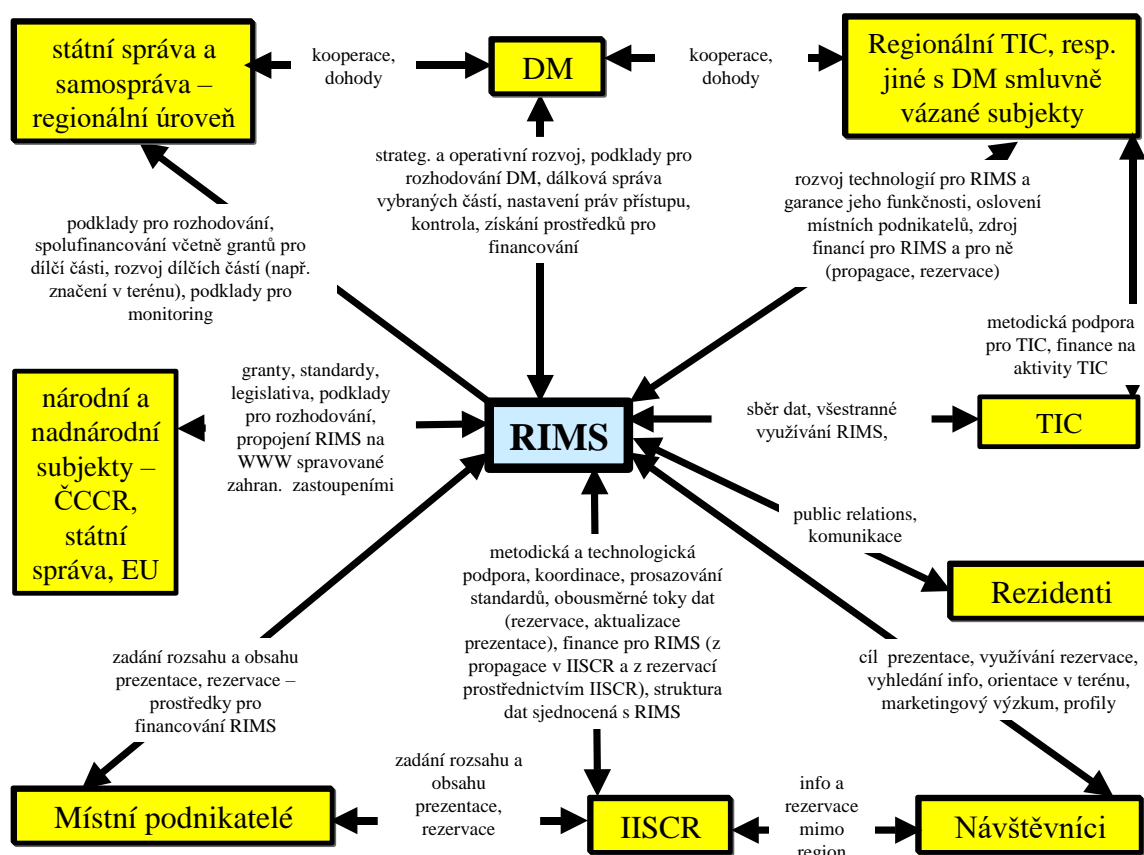 státní správa a
samospráva –
regionální úroveň
kooperace,
dohody
DM
kooperace,
dohody
Regionální TIC, resp.
jiné s DM smluvně
vázané subjekty
strateg. a operativní rozvoj, podklady pro
rozhodování DM, dálková správa
vybraných částí, nastavení práv přístupu,
kontrola, získání prostředků pro
financování
rozvoj technologií pro RIMS a
garance jeho funkčnosti, oslovení
místních podnikatelů, zdroj
financí pro RIMS a pro ně
(propagace, rezervace)
podklady pro rozhodování,
spolufinancování včetně grantů pro
dílčí části, rozvoj dílčích částí (např.
značení v terénu), podklady pro
monitoring
metodická podpora
pro TIC, finance na
aktivity TIC
národní a
nadnárodní
subjekty –
ČCCR,
státní
správa, EU
granty, standardy,
legislativa, podklady
pro rozhodování,
propojení RIMS na
WWW spravované
zahran. zastoupeními
RIMS
sběr dat, všestranné
využívání RIMS,
TIC
public relations,
komunikace
Rezidenti
metodická a technologická
podpora, koordinace, prosazování
standardů, obousměrné toky dat
(rezervace, aktualizace
prezentace), finance pro RIMS (z
propagace v IISCR a z rezervací
prostřednictvím IISCR), struktura
dat sjednocená s RIMS
zadání rozsahu a obsahu
prezentace, rezervace –
prostředky pro
financování RIMS
cíl prezentace, využívání rezervace,
vyhledání info, orientace v terénu,
marketingový výzkum, profily
Místní podnikatelé
zadání rozsahu a
obsahu
prezentace,
rezervace
IISCR
info a
rezervace
mimo
region
Návštěvníci